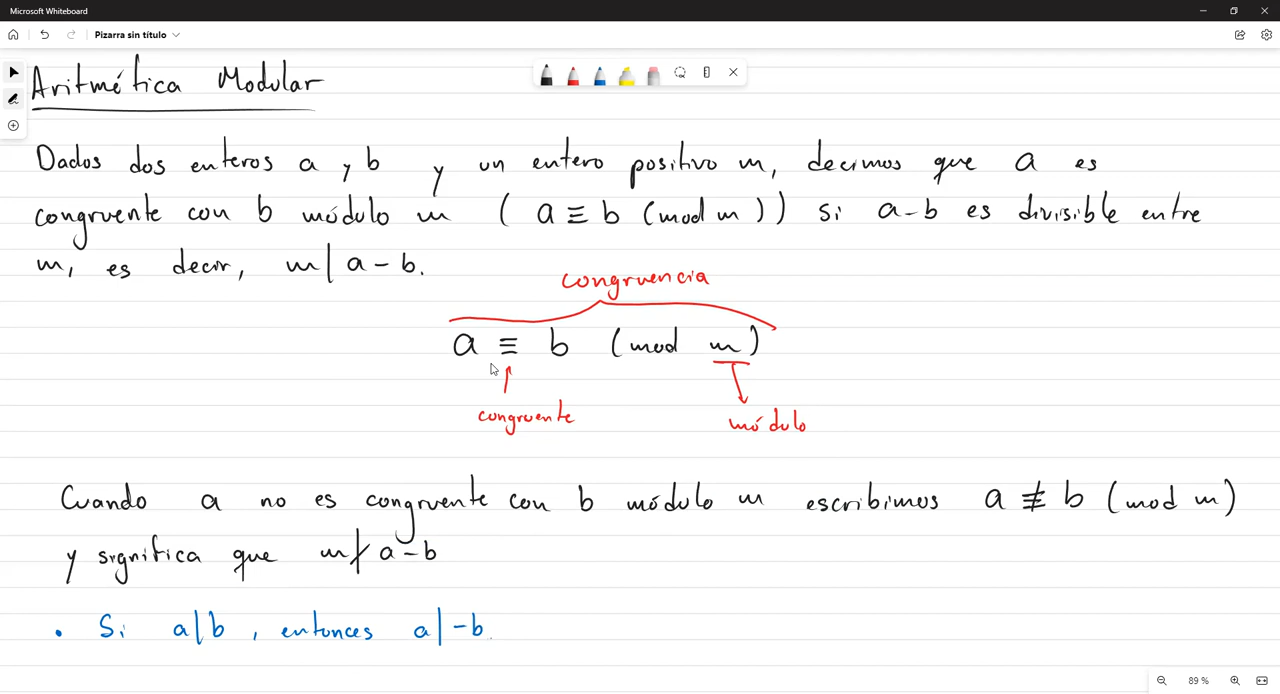 Microsoft Whiteboard
Pizarra sin título
Aritmética Modular
Dados dos enteros a y b y un entero positivo m, decimos que a es
congruente con b módulo m ( a ≡ b (mod m)) si a-b es divisible entre
m, es decir, m | a - b.
congruencia
a ≡ b (mod m)
congruente
módulo
Cuando a no es congruente con b módulo m escribimos a ≢ b (mod m)
y significa que m ∤ a - b
• Si a|b, entonces a|-b.
89 %